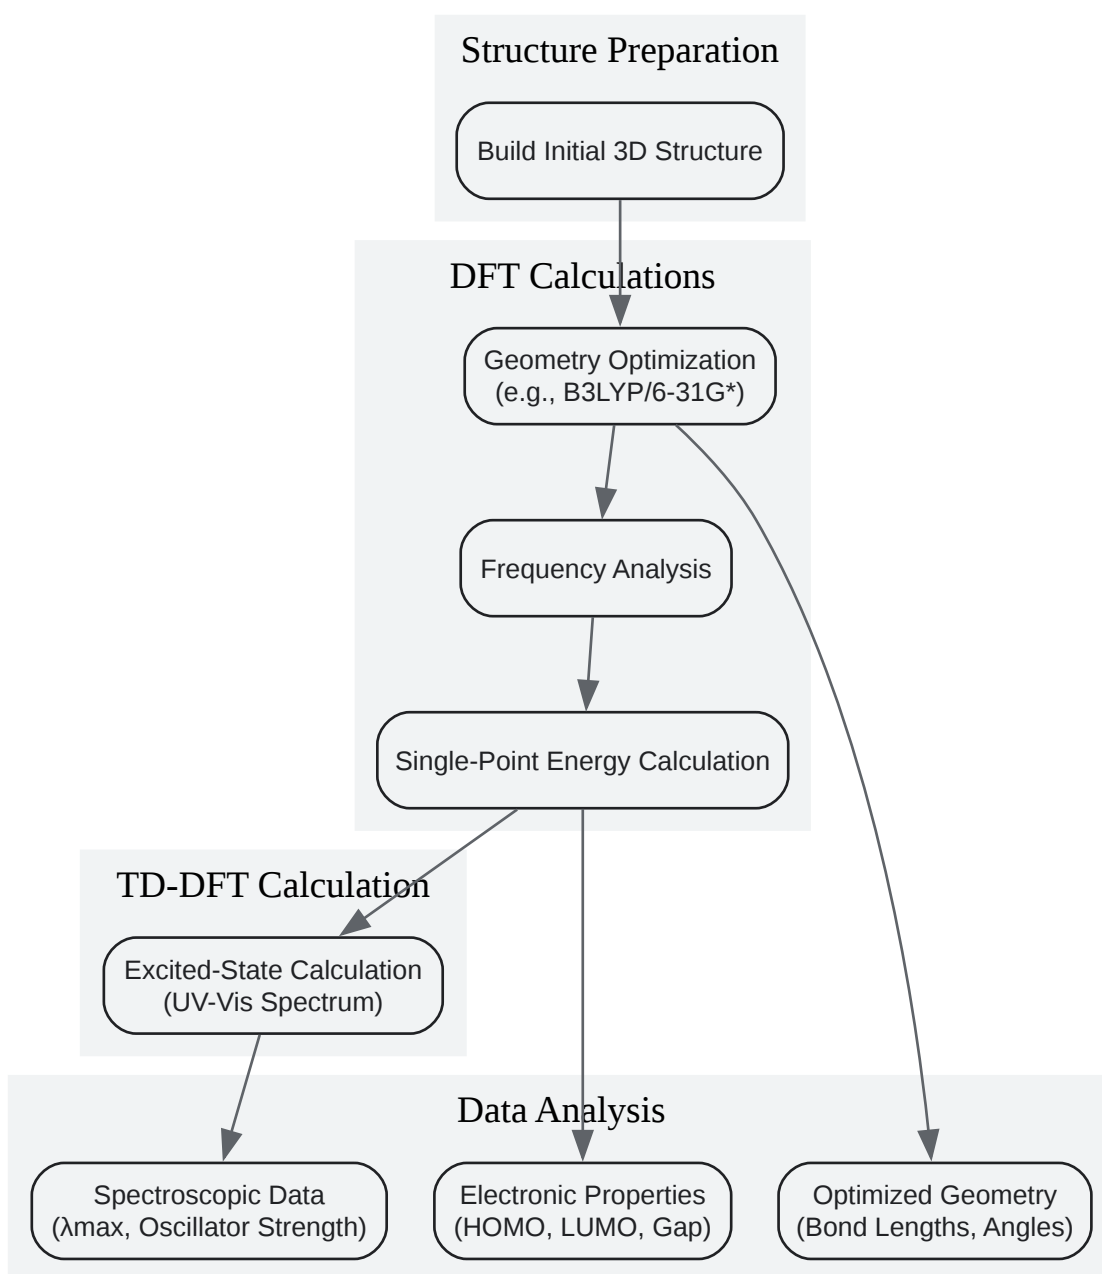 Structure Preparation
Build Initial 3D Structure
DFT Calculations
Geometry Optimization
(e.g., B3LYP/6-31G*)
Frequency Analysis
Single-Point Energy Calculation
TD-DFT Calculation
Excited-State Calculation
(UV-Vis Spectrum)
Data Analysis
Spectroscopic Data
(λmax, Oscillator Strength)
Electronic Properties
(HOMO, LUMO, Gap)
Optimized Geometry
(Bond Lengths, Angles)